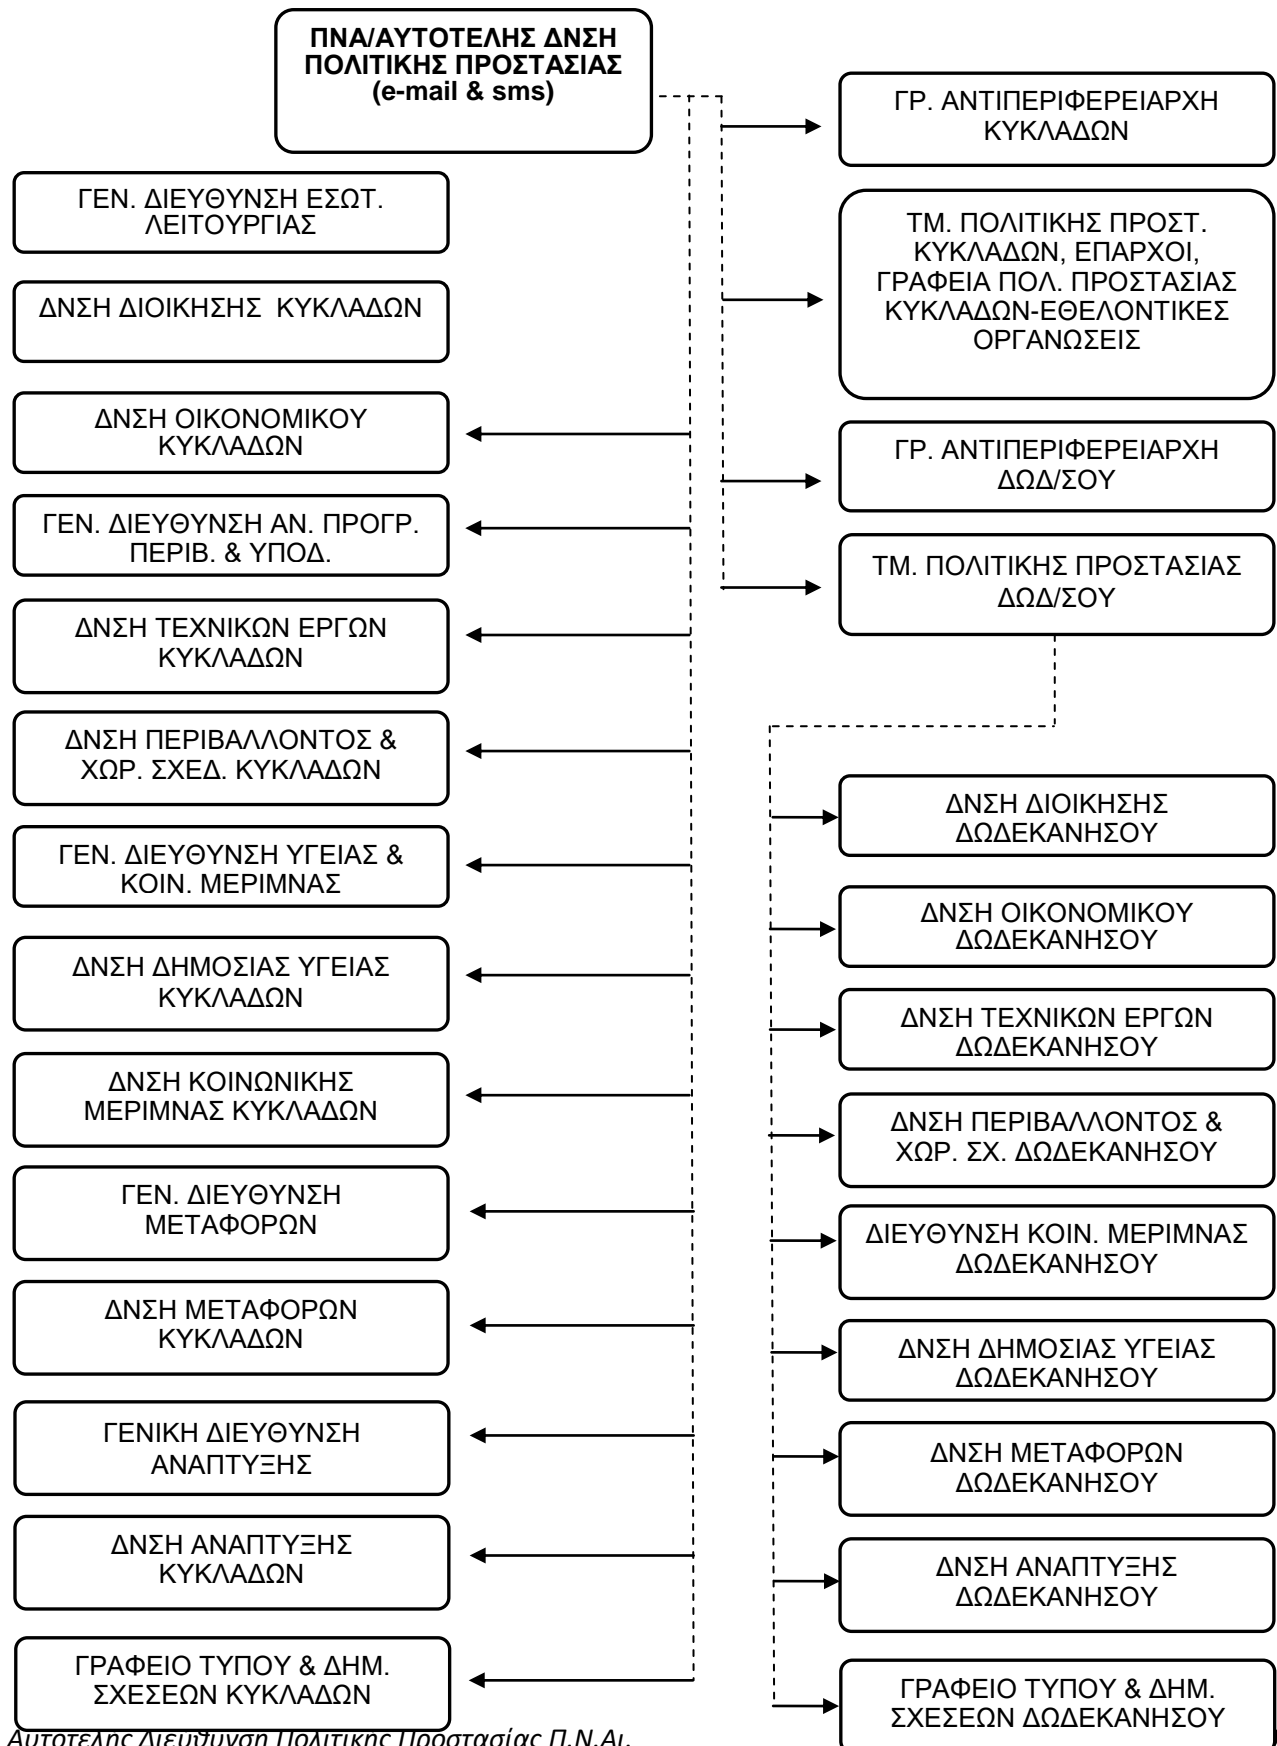 ΠΝΑ/ΑΥΤΟΤΕΛΗΣ ΔΝΣΗ
ΠΟΛΙΤΙΚΗΣ ΠΡΟΣΤΑΣΙΑΣ
(e-mail & sms)
ΓΕΝ. ΔΙΕΥΘΥΝΣΗ ΕΣΩΤ.
ΛΕΙΤΟΥΡΓΙΑΣ
ΔΝΣΗ ΔΙΟΙΚΗΣΗΣ  ΚΥΚΛΑΔΩΝ
ΔΝΣΗ ΟΙΚΟΝΟΜΙΚΟΥ
ΚΥΚΛΑΔΩΝ
ΓΕΝ. ΔΙΕΥΘΥΝΣΗ ΑΝ. ΠΡΟΓΡ.
ΠΕΡΙΒ. & ΥΠΟΔ.
ΔΝΣΗ ΤΕΧΝΙΚΩΝ ΕΡΓΩΝ
ΚΥΚΛΑΔΩΝ
ΔΝΣΗ ΠΕΡΙΒΑΛΛΟΝΤΟΣ &
ΧΩΡ. ΣΧΕΔ. ΚΥΚΛΑΔΩΝ
ΓΕΝ. ΔΙΕΥΘΥΝΣΗ ΥΓΕΙΑΣ &
ΚΟΙΝ. ΜΕΡΙΜΝΑΣ
ΔΝΣΗ ΔΗΜΟΣΙΑΣ ΥΓΕΙΑΣ
ΚΥΚΛΑΔΩΝ
ΔΝΣΗ ΚΟΙΝΩΝΙΚΗΣ
ΜΕΡΙΜΝΑΣ ΚΥΚΛΑΔΩΝ
ΓΕΝ. ΔΙΕΥΘΥΝΣΗ
ΜΕΤΑΦΟΡΩΝ
ΔΝΣΗ ΜΕΤΑΦΟΡΩΝ
ΚΥΚΛΑΔΩΝ
ΓΕΝΙΚΗ ΔΙΕΥΘΥΝΣΗ
ΑΝΑΠΤΥΞΗΣ
ΔΝΣΗ ΑΝΑΠΤΥΞΗΣ
ΚΥΚΛΑΔΩΝ
ΓΡΑΦΕΙΟ ΤΥΠΟΥ & ΔΗΜ.
ΣΧΕΣΕΩΝ ΚΥΚΛΑΔΩΝ
ΓΡ. ΑΝΤΙΠΕΡΙΦΕΡΕΙΑΡΧΗ
ΚΥΚΛΑΔΩΝ
ΤΜ. ΠΟΛΙΤΙΚΗΣ ΠΡΟΣΤ.
ΚΥΚΛΑΔΩΝ, ΕΠΑΡΧΟΙ,
ΓΡΑΦΕΙΑ ΠΟΛ. ΠΡΟΣΤΑΣΙΑΣ
ΚΥΚΛΑΔΩΝ-ΕΘΕΛΟΝΤΙΚΕΣ
ΟΡΓΑΝΩΣΕΙΣ
ΓΡ. ΑΝΤΙΠΕΡΙΦΕΡΕΙΑΡΧΗ
ΔΩΔ/ΣΟΥ
ΤΜ. ΠΟΛΙΤΙΚΗΣ ΠΡΟΣΤΑΣΙΑΣ
ΔΩΔ/ΣΟΥ
ΔΝΣΗ ΔΙΟΙΚΗΣΗΣ
ΔΩΔΕΚΑΝΗΣΟΥ
ΔΝΣΗ ΟΙΚΟΝΟΜΙΚΟΥ
ΔΩΔΕΚΑΝΗΣΟΥ
ΔΝΣΗ ΤΕΧΝΙΚΩΝ ΕΡΓΩΝ
ΔΩΔΕΚΑΝΗΣΟΥ
ΔΝΣΗ ΠΕΡΙΒΑΛΛΟΝΤΟΣ &
ΧΩΡ. ΣΧ. ΔΩΔΕΚΑΝΗΣΟΥ
ΔΙΕΥΘΥΝΣΗ ΚΟΙΝ. ΜΕΡΙΜΝΑΣ
ΔΩΔΕΚΑΝΗΣΟΥ
ΔΝΣΗ ΔΗΜΟΣΙΑΣ ΥΓΕΙΑΣ
ΔΩΔΕΚΑΝΗΣΟΥ
ΔΝΣΗ ΜΕΤΑΦΟΡΩΝ
ΔΩΔΕΚΑΝΗΣΟΥ
ΔΝΣΗ ΑΝΑΠΤΥΞΗΣ
ΔΩΔΕΚΑΝΗΣΟΥ
ΓΡΑΦΕΙΟ ΤΥΠΟΥ & ΔΗΜ.
ΣΧΕΣΕΩΝ ΔΩΔΕΚΑΝΗΣΟΥ
Αυτοτελής Διεύθυνση Πολιτικής Προστασίας Π.Ν.Αι.